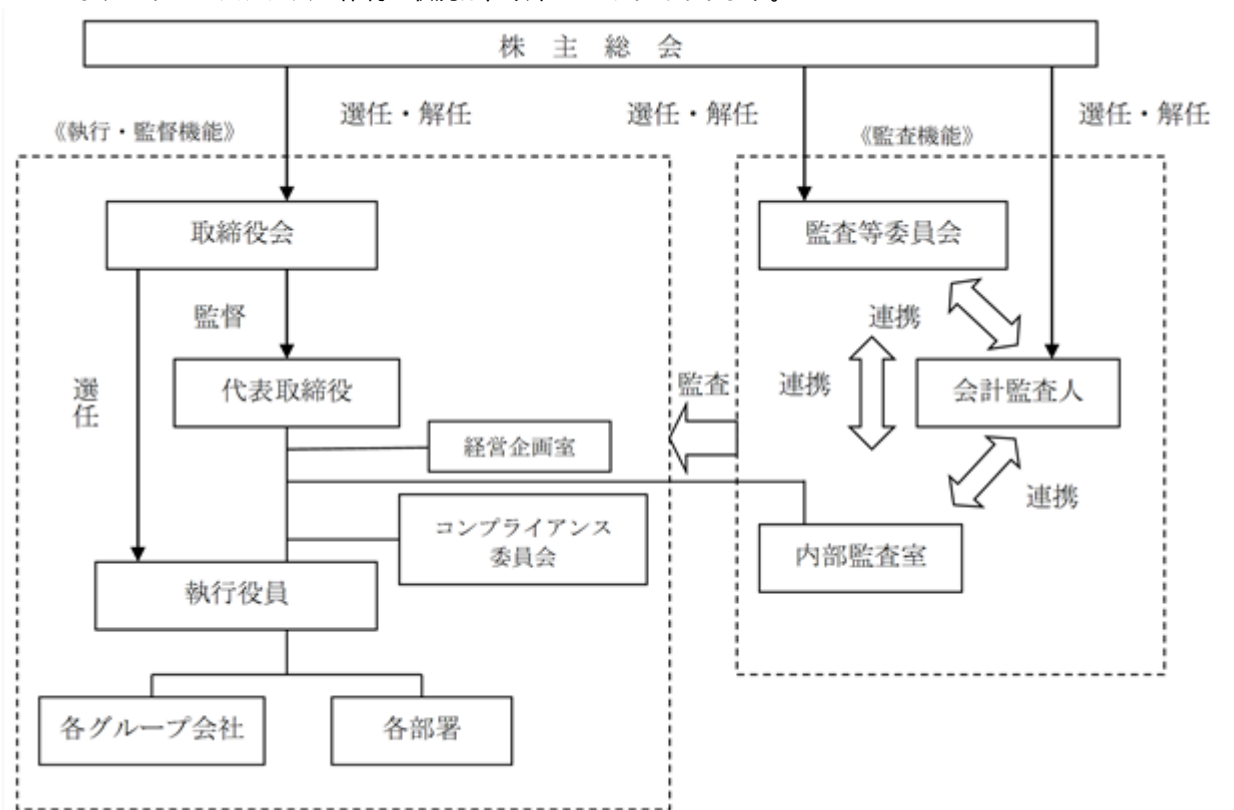 株 主 総 会
選任・解任
選任・解任
選任・解任
《執行・監督機能》
《監査機能》
取締役会
監査等委員会
監督
連携
代表取締役
選任
監査
連携
会計監査人
経営企画室
連携
コンプライアンス
委員会
内部監査室
執行役員
各グループ会社
各部署